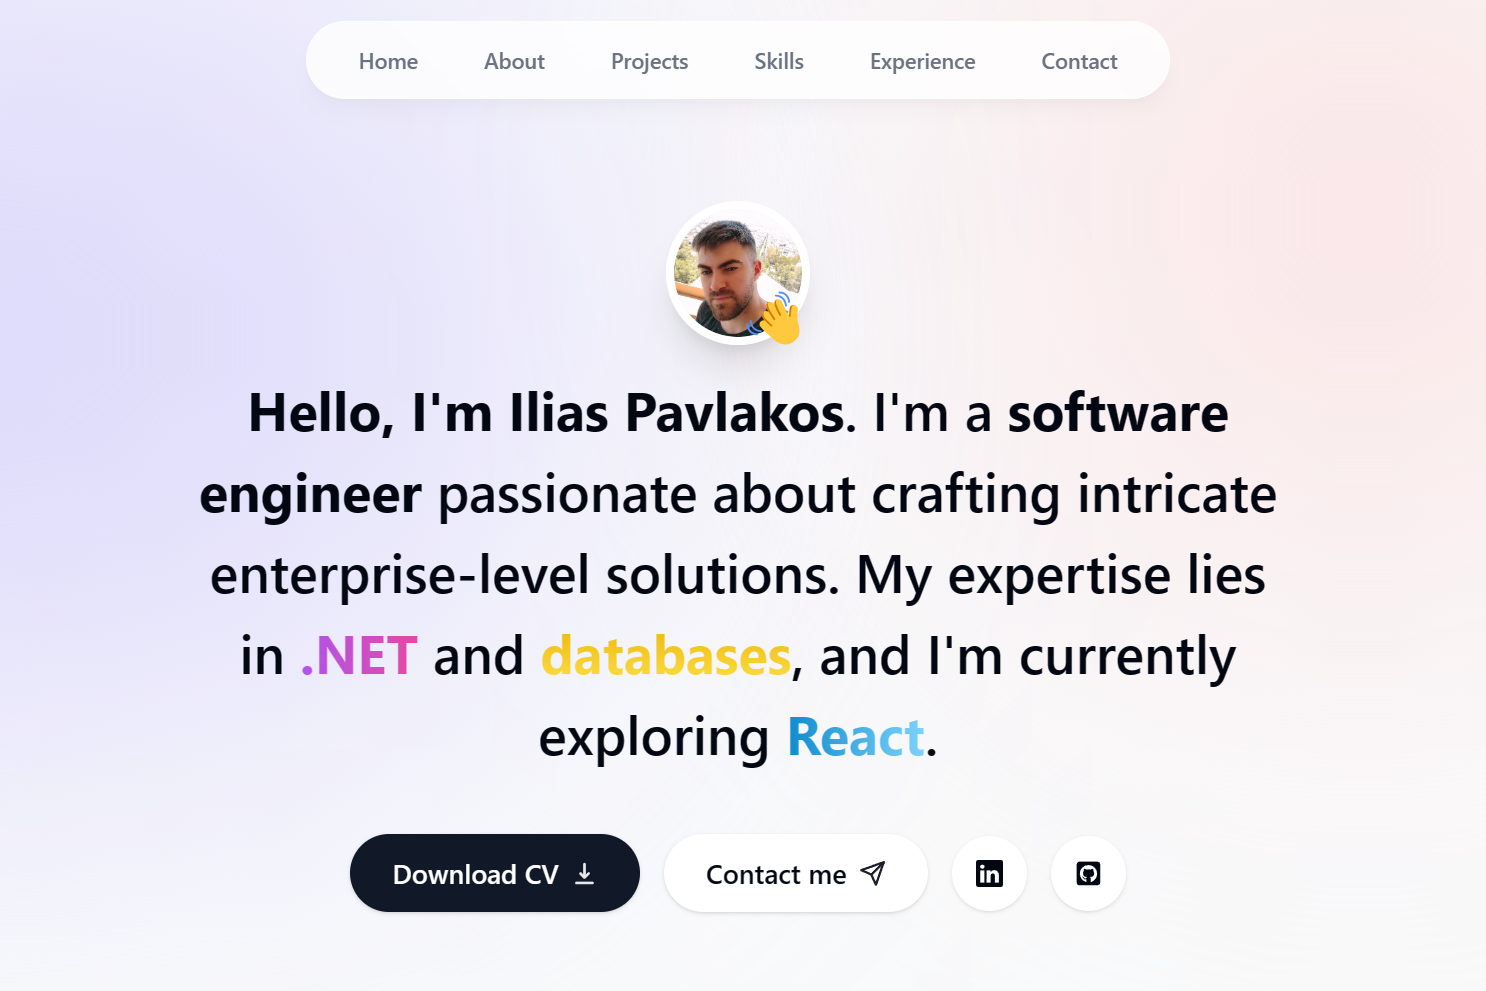 Home About Projects Skills Experience Contact
Hello, I'm Ilias Pavlakos. I'm a software
engineer passionate about crafting intricate
enterprise-level solutions. My expertise lies
in .NET and databases, and I'm currently
exploring React.
Download CV Contact me in